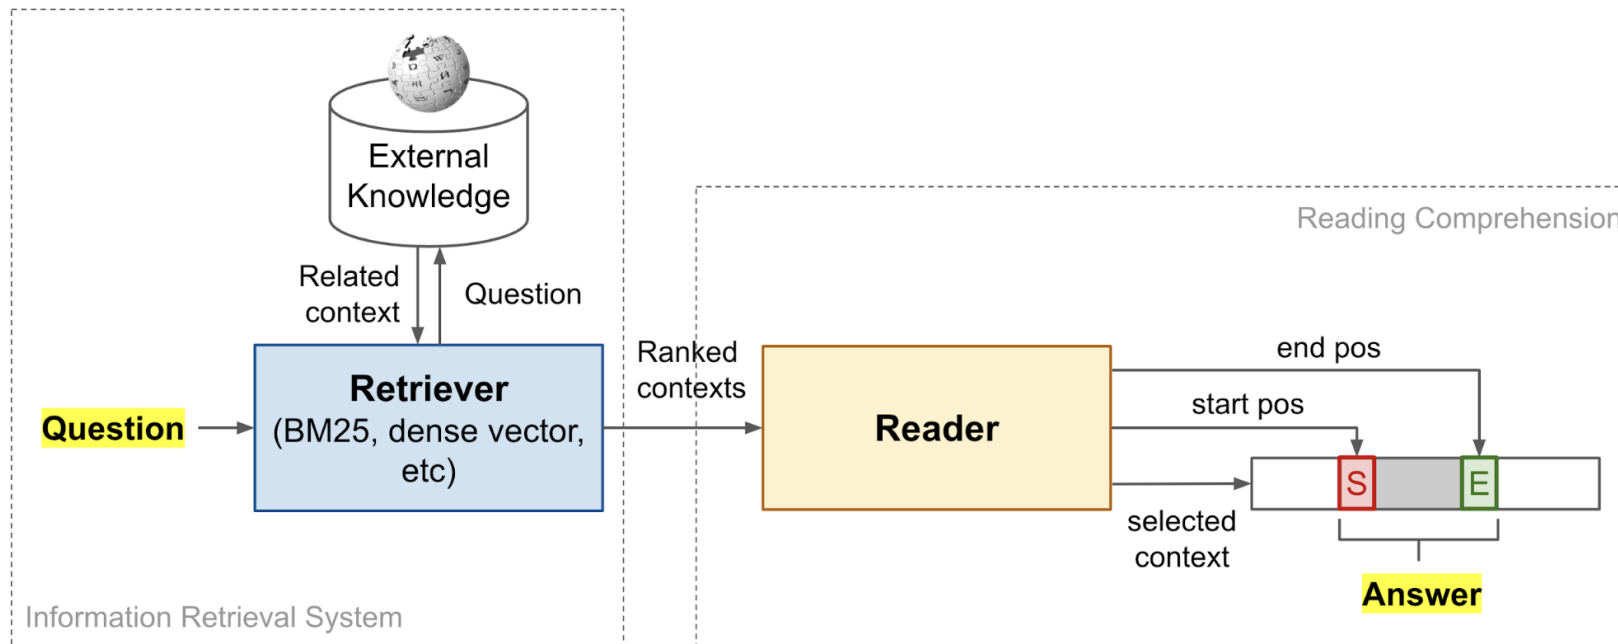 External
Knowledge
Reading Comprehension
Related
context
Question
Ranked
contexts
end pos
start pos
Retriever
(BM25, dense vector,
etc)
Question
Reader
S
E
selected
context
Answer
Information Retrieval System